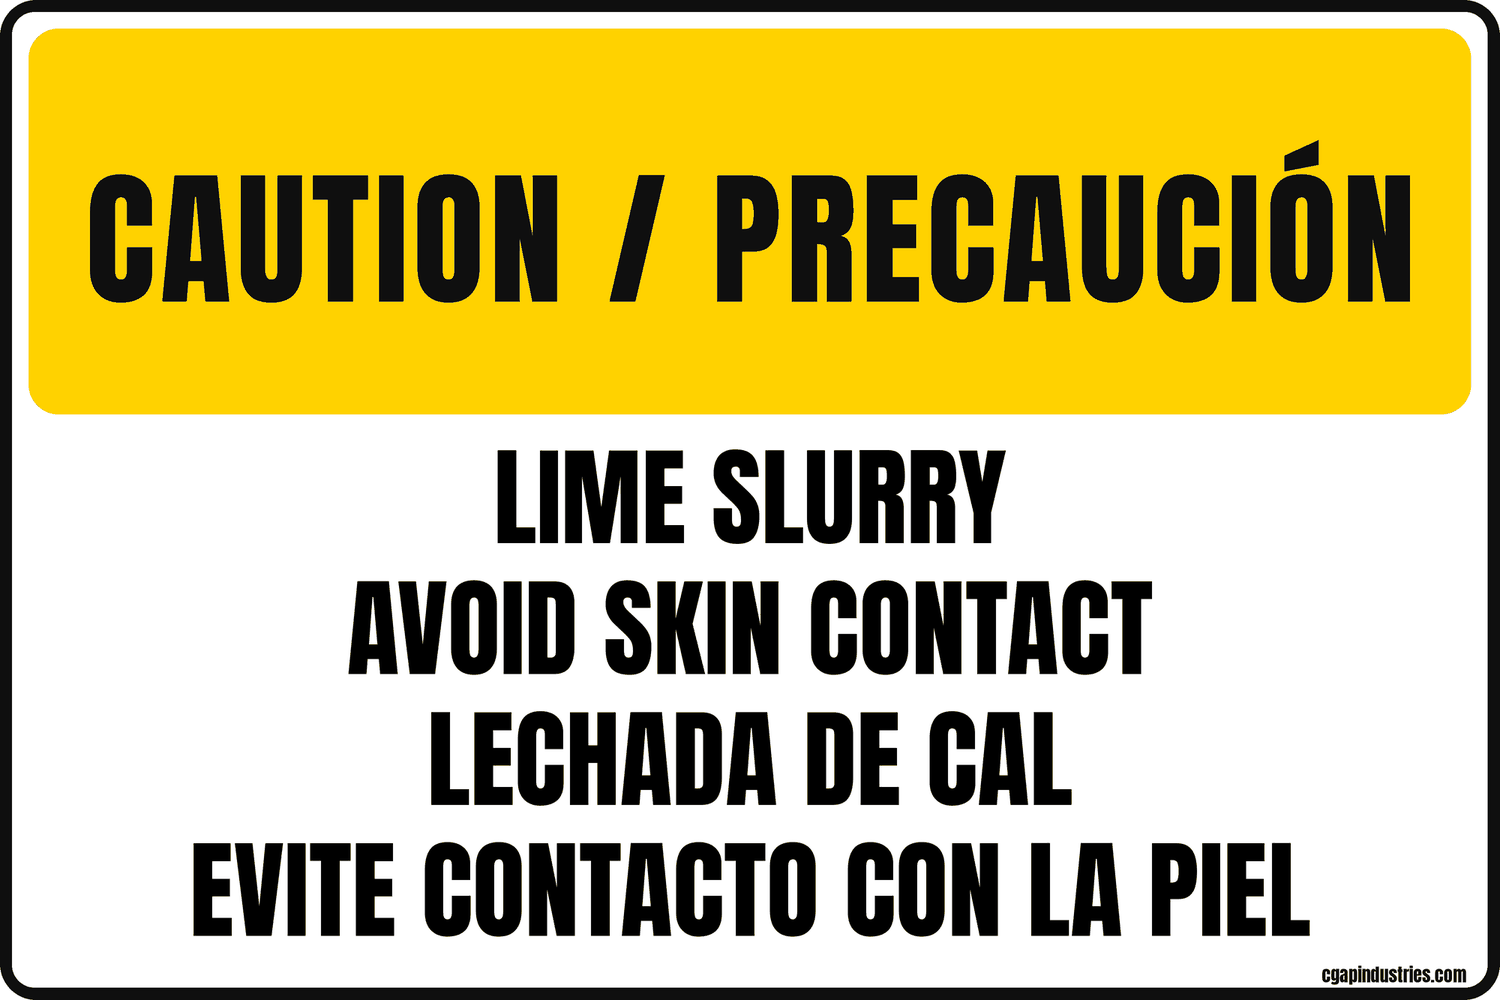 CAUTION / PRECAUCIÓN
LIME SLURRY
AVOID SKIN CONTACT
LECHADA DE CAL
EVITE CONTACTO CON LA PIEL
cgapindustries.com